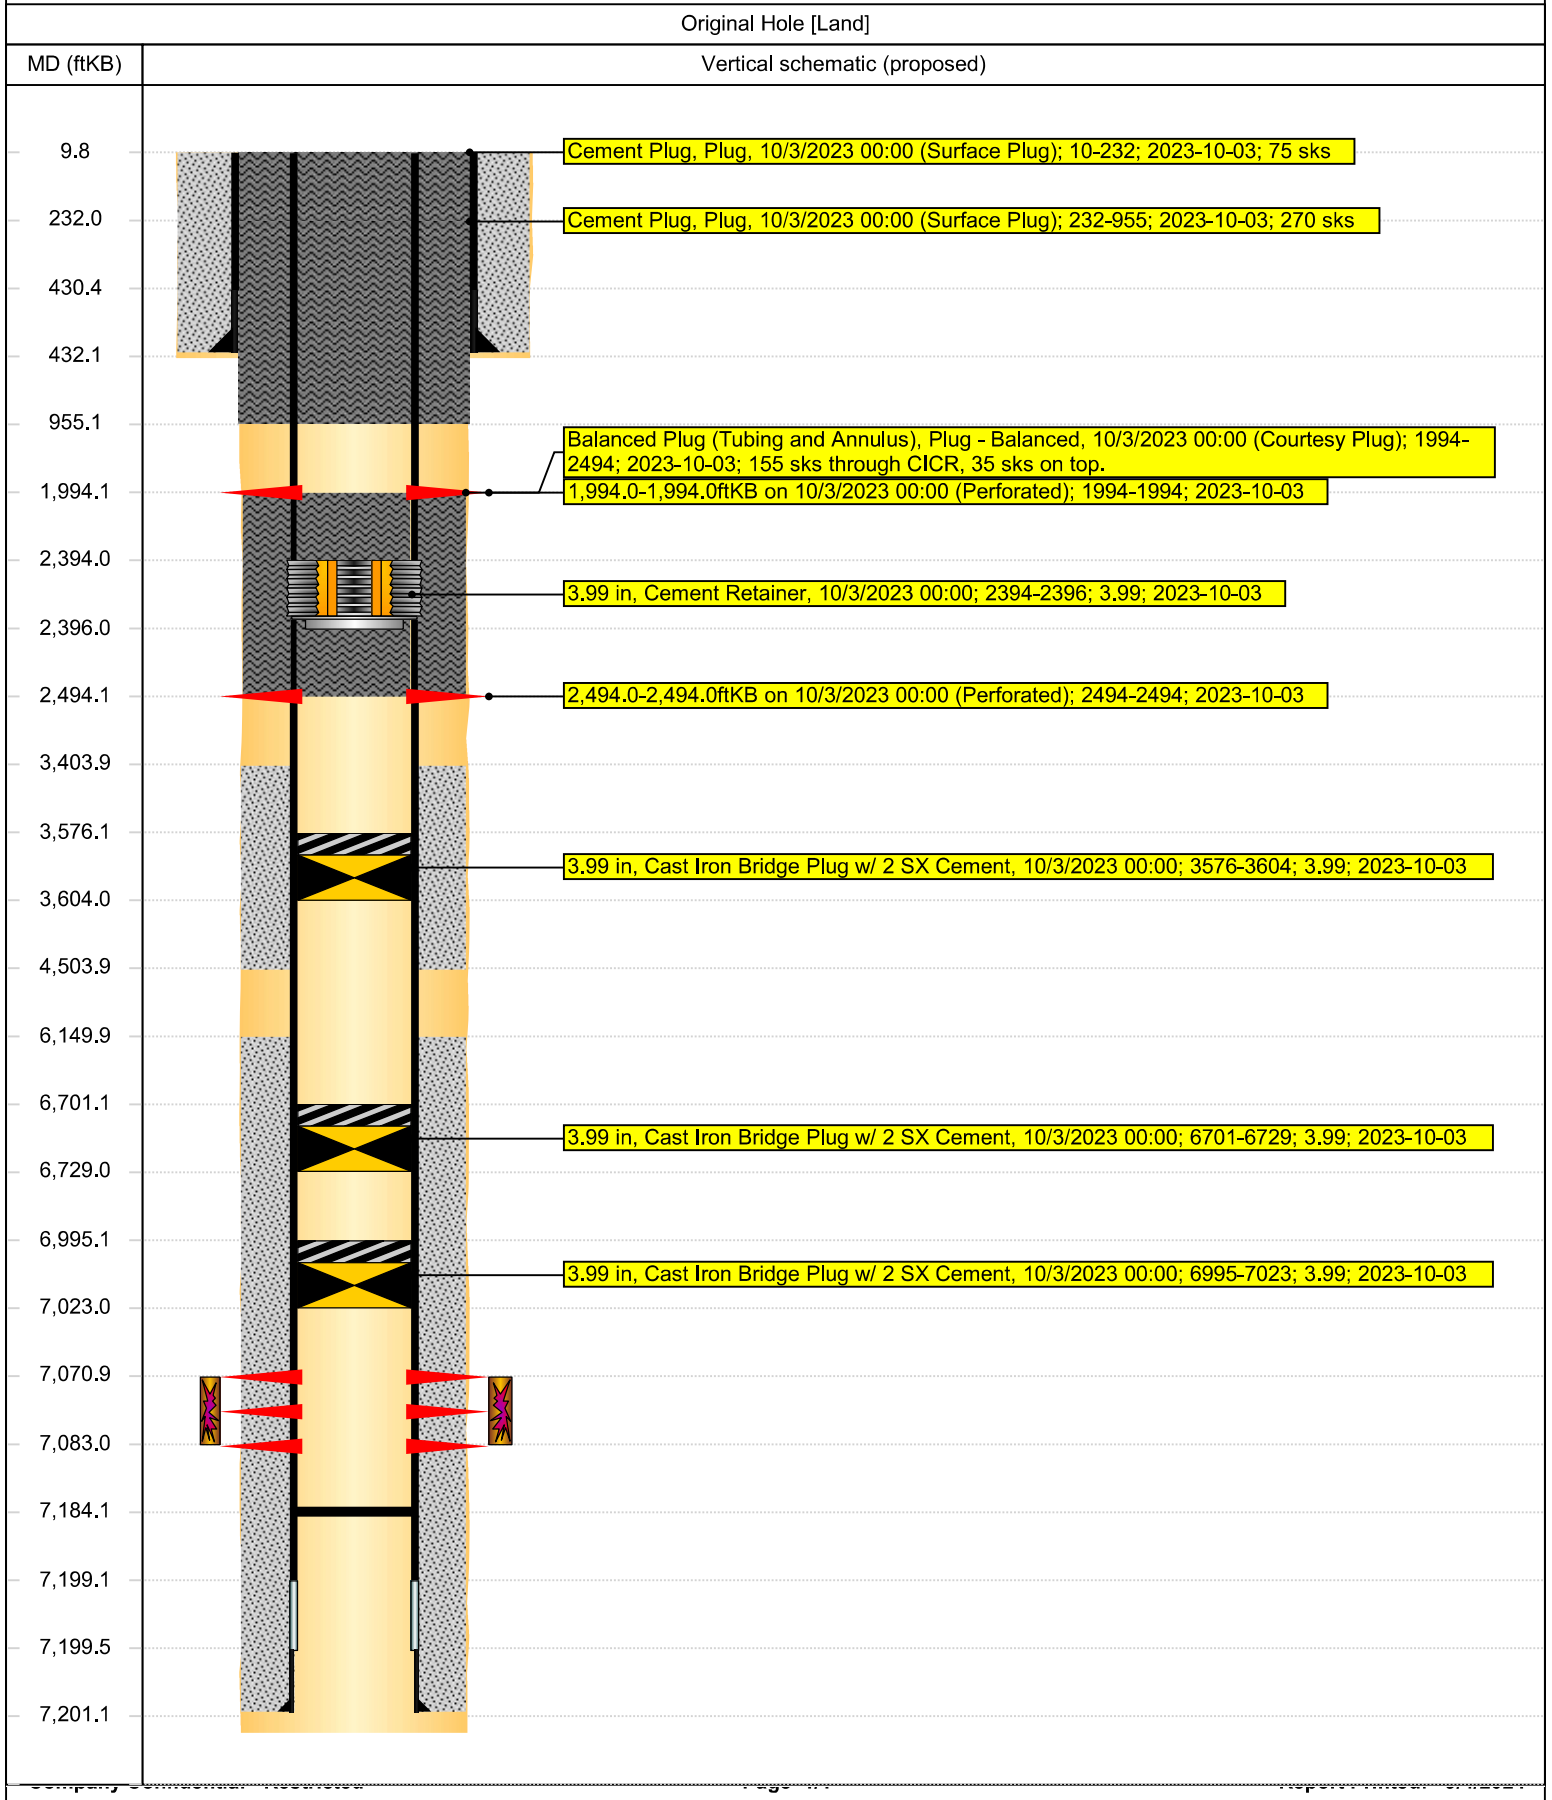 Original Hole [Land]
MD (ftKB)
Vertical schematic (proposed)
9.8
Cement Plug, Plug, 10/3/2023 00:00 (Surface Plug); 10-232; 2023-10-03; 75 sks
232.0
Cement Plug, Plug, 10/3/2023 00:00 (Surface Plug); 232-955; 2023-10-03; 270 sks
430.4
432.1
955.1
Balanced Plug (Tubing and Annulus), Plug - Balanced, 10/3/2023 00:00 (Courtesy Plug); 1994-
2494; 2023-10-03; 155 sks through CICR, 35 sks on top.
1,994.1
1,994.0-1,994.0ftKB on 10/3/2023 00:00 (Perforated); 1994-1994; 2023-10-03
2,394.0
3.99 in, Cement Retainer, 10/3/2023 00:00; 2394-2396; 3.99; 2023-10-03
2,396.0
2,494.1
2,494.0-2,494.0ftKB on 10/3/2023 00:00 (Perforated); 2494-2494; 2023-10-03
3,403.9
3,576.1
3.99 in, Cast Iron Bridge Plug w/ 2 SX Cement, 10/3/2023 00:00; 3576-3604; 3.99; 2023-10-03
3,604.0
4,503.9
6,149.9
6,701.1
3.99 in, Cast Iron Bridge Plug w/ 2 SX Cement, 10/3/2023 00:00; 6701-6729; 3.99; 2023-10-03
6,729.0
6,995.1
3.99 in, Cast Iron Bridge Plug w/ 2 SX Cement, 10/3/2023 00:00; 6995-7023; 3.99; 2023-10-03
7,023.0
7,070.9
7,083.0
7,184.1
7,199.1
7,199.5
7,201.1